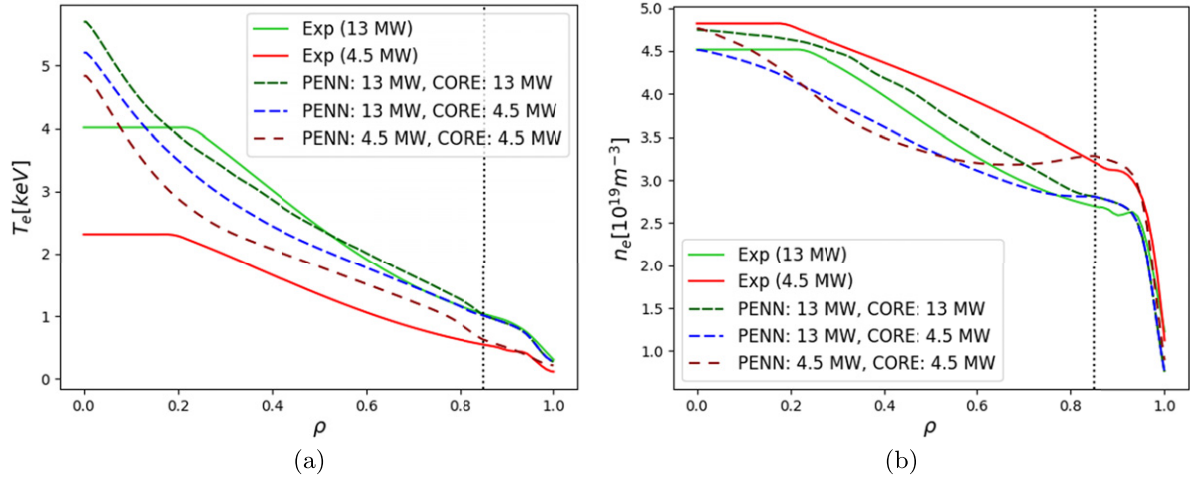 Exp (13 MW)
Exp (4.5 MW)
PENN: 13 MW, CORE: 13 MW
PENN: 13 MW, CORE: 4.5 MW
PENN: 4.5 MW, CORE: 4.5 MW
5
4
3
2
1
0
T_e[keV]
0.0 0.2 0.4 0.6 0.8 1.0
ρ
(a)
5.0
4.5
4.0
3.5
3.0
2.5
2.0
1.5
1.0
n_e[10^19 m^−3]
Exp (13 MW)
Exp (4.5 MW)
PENN: 13 MW, CORE: 13 MW
PENN: 13 MW, CORE: 4.5 MW
PENN: 4.5 MW, CORE: 4.5 MW
0.0 0.2 0.4 0.6 0.8 1.0
ρ
(b)